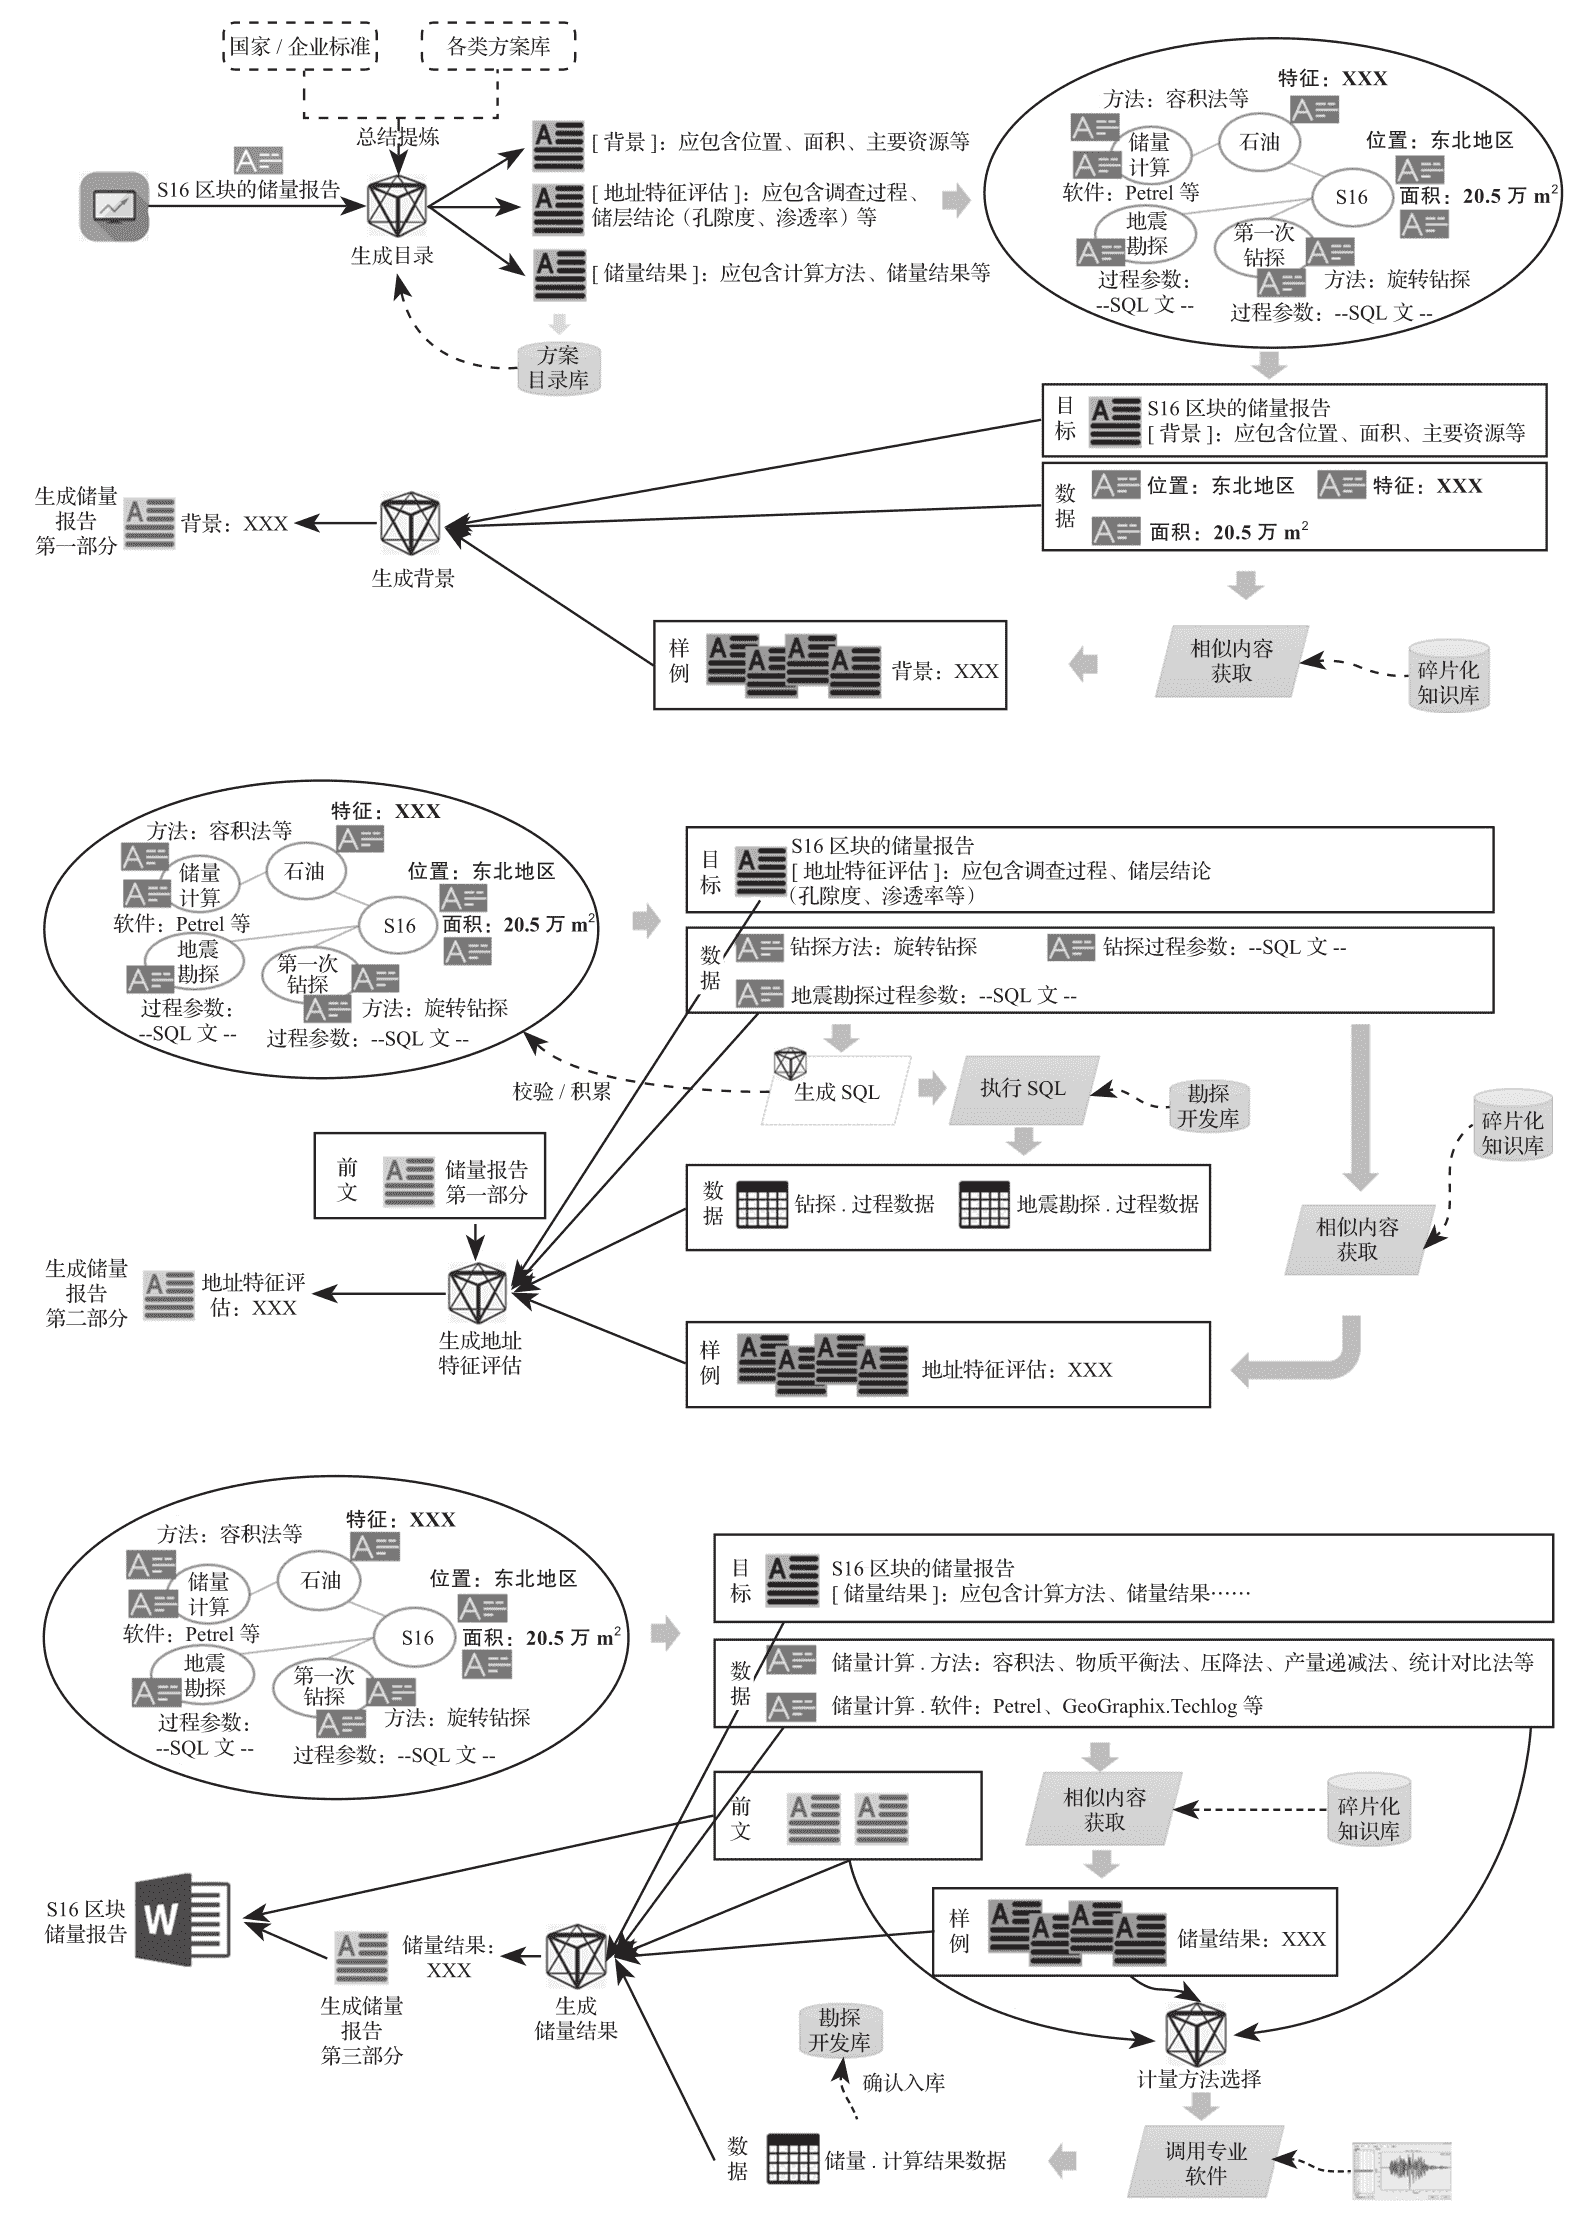 国家 / 企业标准
各类方案库
总结提炼
S16 区块的储量报告
生成目录
[ 背景 ]：应包含位置、面积、主要资源等
[ 地址特征评估 ]：应包含调查过程、
储层结论（孔隙度、渗透率）等
[ 储量结果 ]：应包含计算方法、储量结果等
方案
目录库
特征：XXX
方法：容积法等
储量
计算
石油
位置：东北地区
软件：Petrel 等
S16
面积：20.5 万 m²
地震
勘探
第一次
钻探
过程参数：
--SQL 文 --
方法：旋转钻探
过程参数：--SQL 文 --
目
标
S16 区块的储量报告
[ 背景 ]：应包含位置、面积、主要资源等
数
据
位置：东北地区
特征：XXX
面积：20.5 万 m²
生成储量
报告
第一部分
背景：XXX
生成背景
样
例
背景：XXX
相似内容
获取
碎片化
知识库
特征：XXX
方法：容积法等
储量
计算
石油
位置：东北地区
软件：Petrel 等
S16
面积：20.5 万 m²
地震
勘探
第一次
钻探
过程参数：
--SQL 文 --
方法：旋转钻探
过程参数：--SQL 文 --
目
标
S16 区块的储量报告
[ 地址特征评估 ]：应包含调查过程、储层结论
（孔隙度、渗透率等）
数
据
钻探方法：旋转钻探
钻探过程参数：--SQL 文 --
地震勘探过程参数：--SQL 文 --
校验 / 积累
生成 SQL
执行 SQL
勘探
开发库
碎片化
知识库
前
文
储量报告
第一部分
数
据
钻探 . 过程数据
地震勘探 . 过程数据
相似内容
获取
生成储量
报告
第二部分
地址特征评
估：XXX
生成地址
特征评估
样
例
地址特征评估：XXX
特征：XXX
方法：容积法等
储量
计算
石油
位置：东北地区
软件：Petrel 等
S16
面积：20.5 万 m²
地震
勘探
第一次
钻探
过程参数：
--SQL 文 --
方法：旋转钻探
过程参数：--SQL 文 --
目
标
S16 区块的储量报告
[ 储量结果 ]：应包含计算方法、储量结果……
数
据
储量计算 . 方法：容积法、物质平衡法、压降法、产量递减法、统计对比法等
储量计算 . 软件：Petrel、GeoGraphix.Techlog 等
前
文
相似内容
获取
碎片化
知识库
S16 区块
储量报告
W
储量结果：
XXX
生成储量
报告
第三部分
生成
储量结果
样
例
储量结果：XXX
勘探
开发库
确认入库
计量方法选择
数
据
储量 . 计算结果数据
调用专业
软件